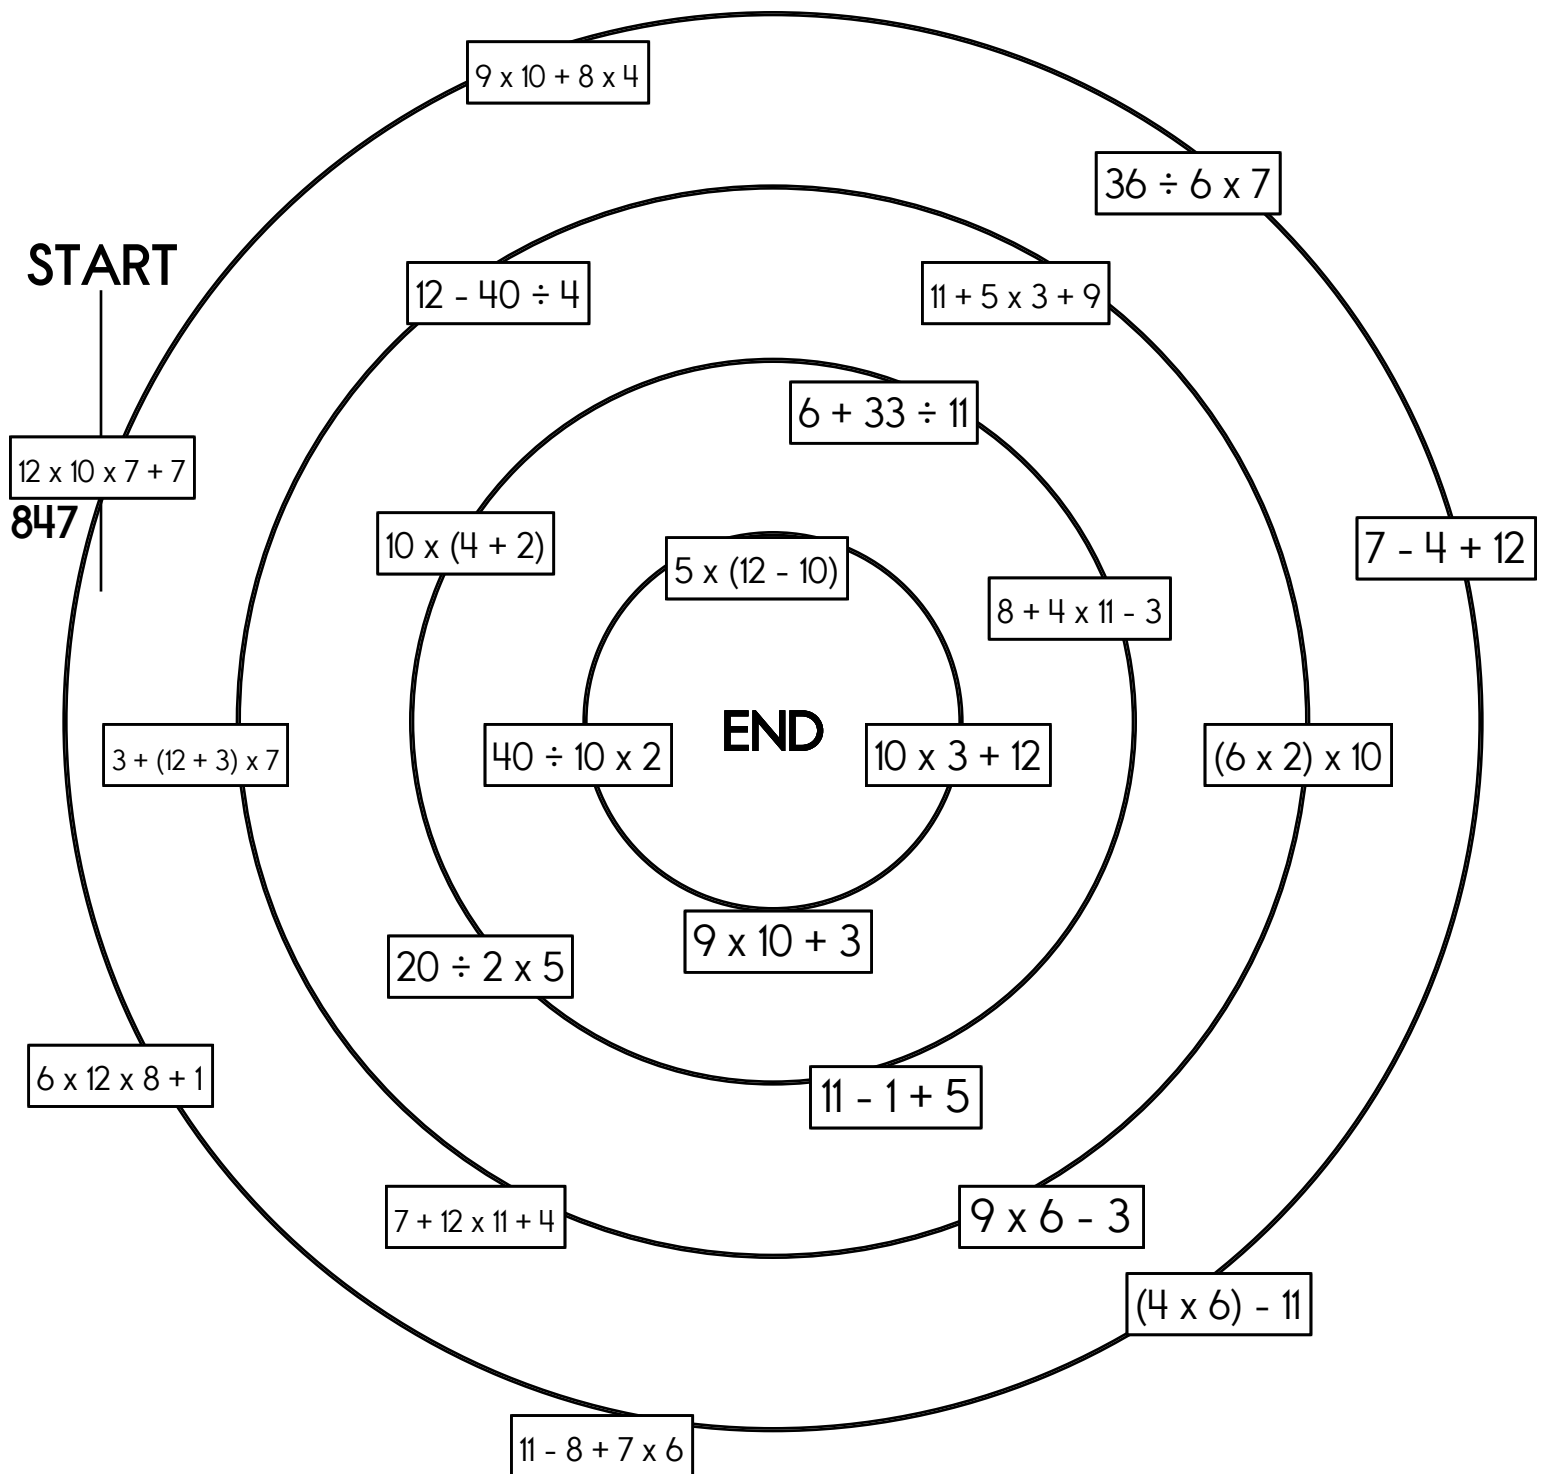 9 x 10 + 8 x 4
36 ÷ 6 x 7
START
12 - 40 ÷ 4
11 + 5 x 3 + 9
6 + 33 ÷ 11
12 x 10 x 7 + 7
847
10 x (4 + 2)
7 - 4 + 12
5 x (12 - 10)
8 + 4 x 11 - 3
3 + (12 + 3) x 7
40 ÷ 10 x 2
END
10 x 3 + 12
(6 x 2) x 10
9 x 10 + 3
20 ÷ 2 x 5
6 x 12 x 8 + 1
11 - 1 + 5
7 + 12 x 11 + 4
9 x 6 - 3
(4 x 6) - 11
11 - 8 + 7 x 6